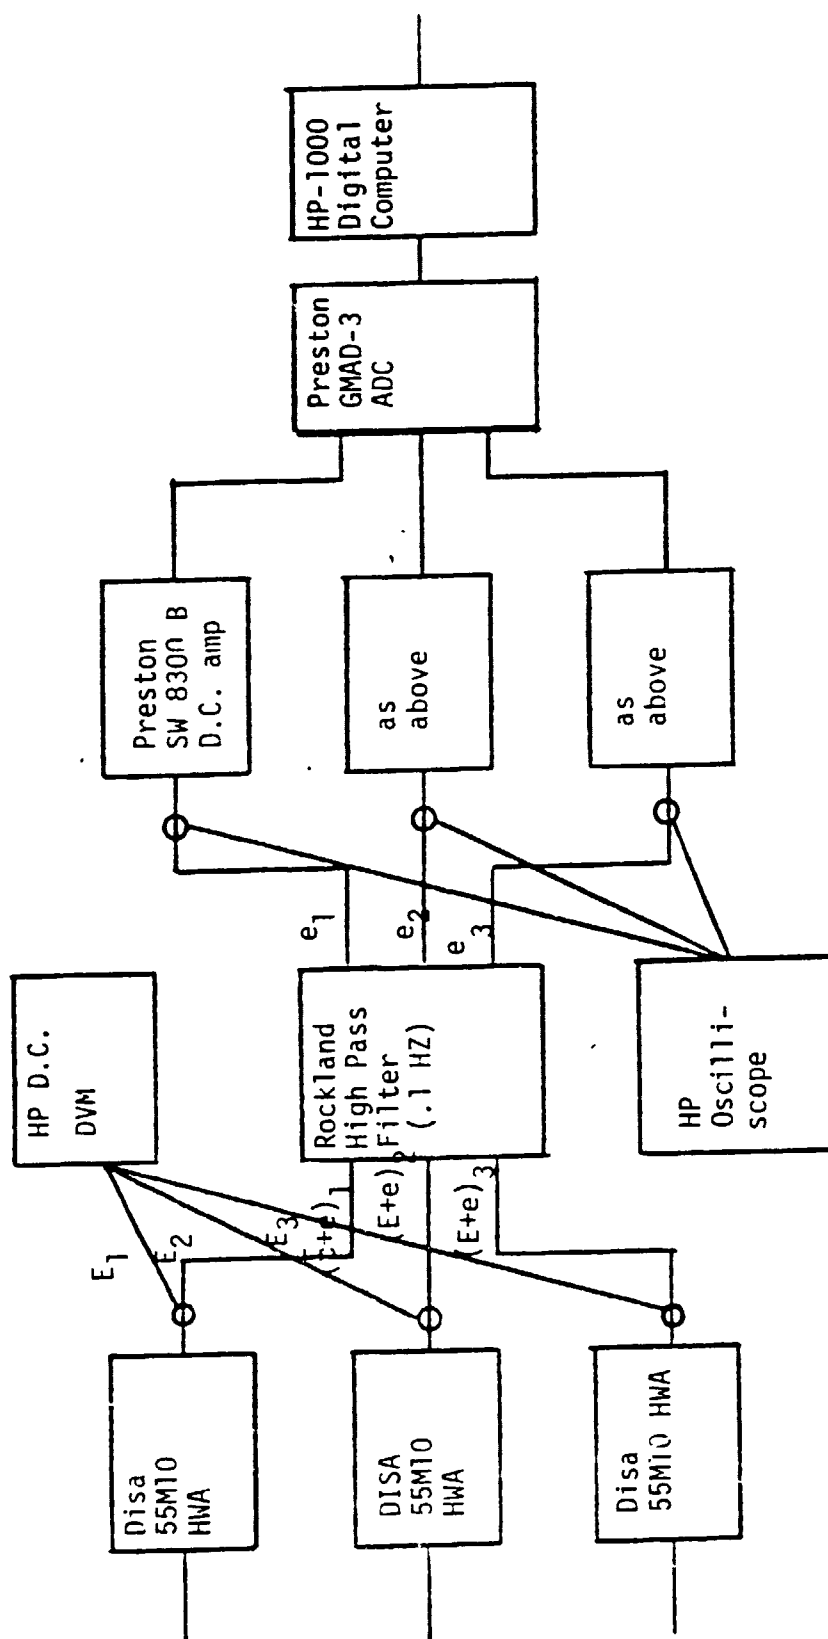 Disa
55M10
HWA
DISA
55M10
HWA
Disa
55M10 HWA
HP D.C.
DVM
E1
E2
E3
(E+e)1
(E+e)2
(E+e)3
Rockland
High Pass
Filter
(.1 HZ)
e1
e2
e3
HP
Oscilli-
scope
Preston
SW 8300 B
D.C. amp
as
above
as
above
Preston
GMAD-3
ADC
HP-1000
Digital
Computer